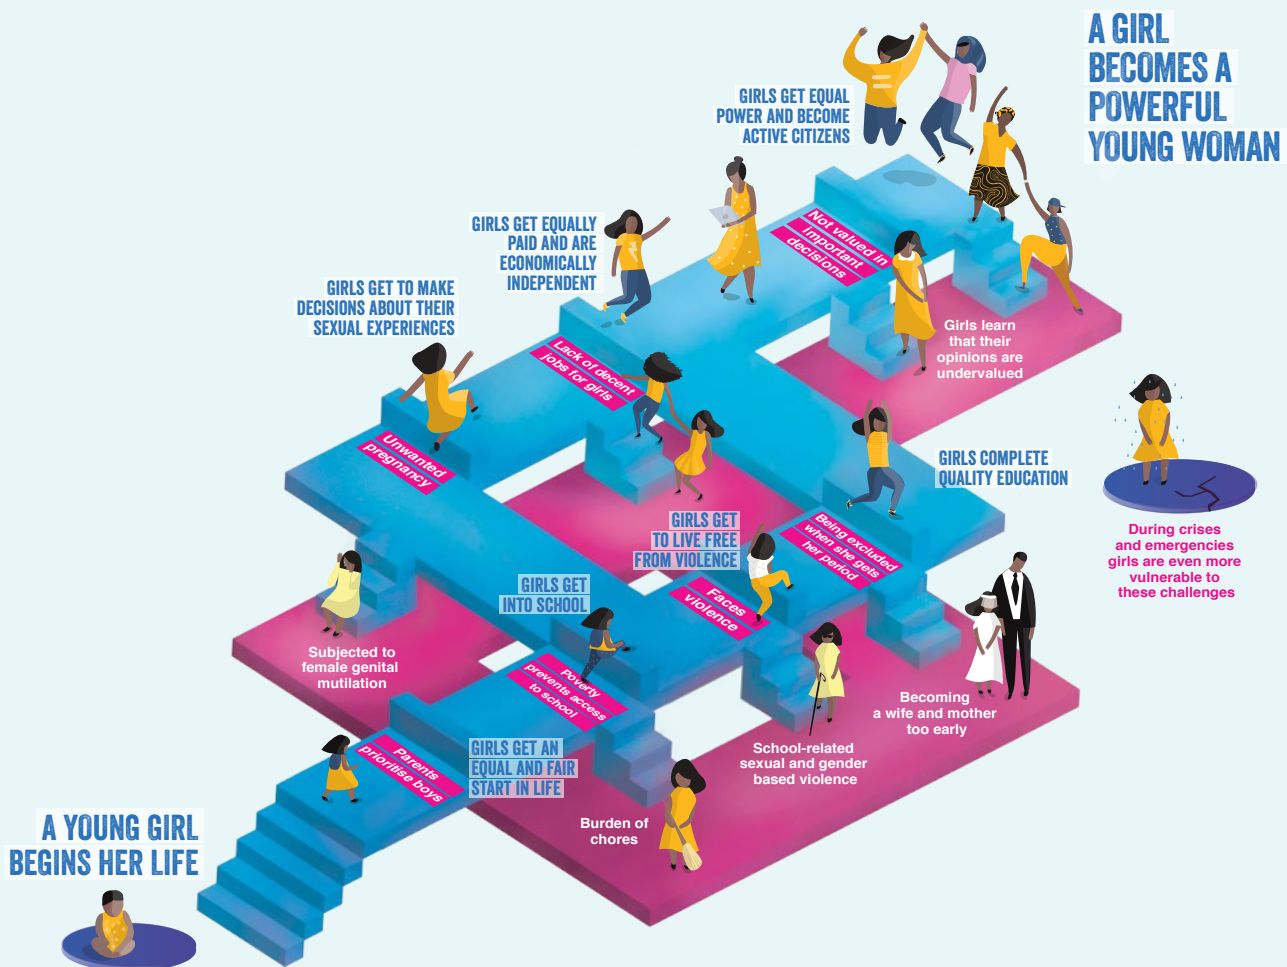 A GIRL
BECOMES A
POWERFUL
YOUNG WOMAN
GIRLS GET EQUAL
POWER AND BECOME
ACTIVE CITIZENS
Not valued in
important
decisions
GIRLS GET EQUALLY
PAID AND ARE
ECONOMICALLY
INDEPENDENT
GIRLS GET TO MAKE
DECISIONS ABOUT THEIR
SEXUAL EXPERIENCES
Girls learn
that their
opinions are
undervalued
Lack of decent
jobs for girls
Unwanted
pregnancy
GIRLS COMPLETE
QUALITY EDUCATION
During crises
and emergencies
girls are even more
vulnerable to
these challenges
GIRLS GET
TO LIVE FREE
FROM VIOLENCE
Being excluded
when she gets
her period
GIRLS GET
INTO SCHOOL
Faces
violence
Subjected to
female genital
mutilation
Poverty
prevents access
to school
Becoming
a wife and mother
too early
School-related
sexual and gender
based violence
Parents
prioritise boys
GIRLS GET AN
EQUAL AND FAIR
START IN LIFE
Burden of
chores
A YOUNG GIRL
BEGINS HER LIFE